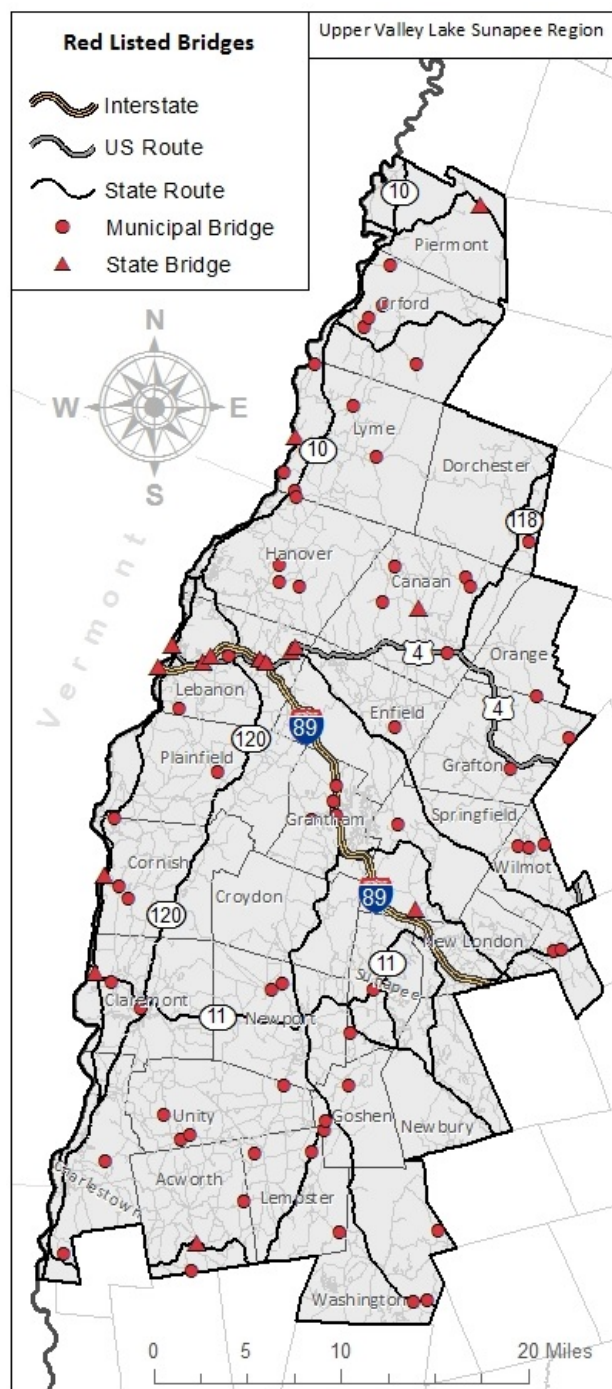 Red Listed Bridges
Upper Valley Lake Sunapee Region
Interstate
US Route
State Route
Municipal Bridge
State Bridge
N
W E
S
10
Piermont
Orford
Lyme
10
Dorchester
118
Hanover
Canaan
Vermont
4
Orange
Lebanon
4
89
Enfield
120
Plainfield
Grafton
Grantham
Springfield
Cornish
Wilmot
Croydon
89
120
New London
11
Sunapee
Claremont
11
Newport
Unity
Goshen
Newbury
Charlestown
Acworth
Lempster
Washington
0 5 10 20 Miles